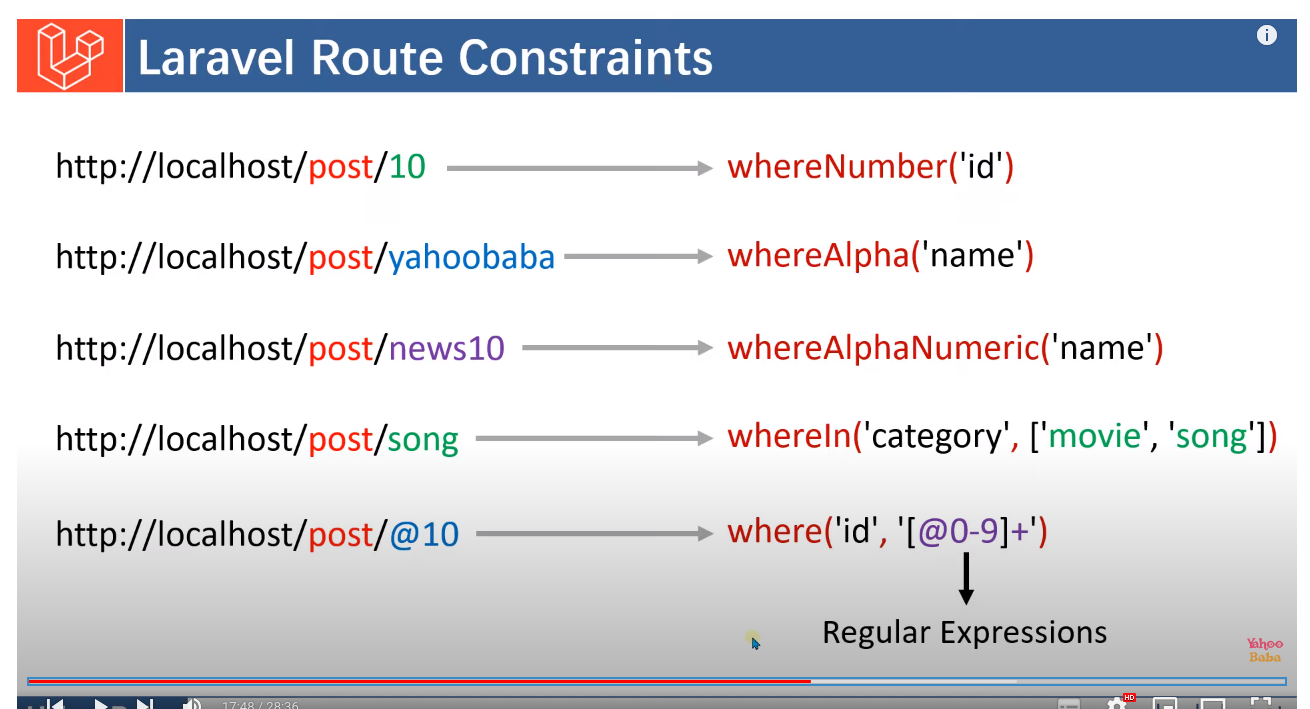 Laravel Route Constraints
http://localhost/post/10 whereNumber('id')
http://localhost/post/yahoobaba whereAlpha('name')
http://localhost/post/news10 whereAlphaNumeric('name')
http://localhost/post/song whereIn('category', ['movie', 'song'])
http://localhost/post/@10 where('id', '[@0-9]+')
Regular Expressions
Yahoo
Baba
17:48 / 28:36
HD